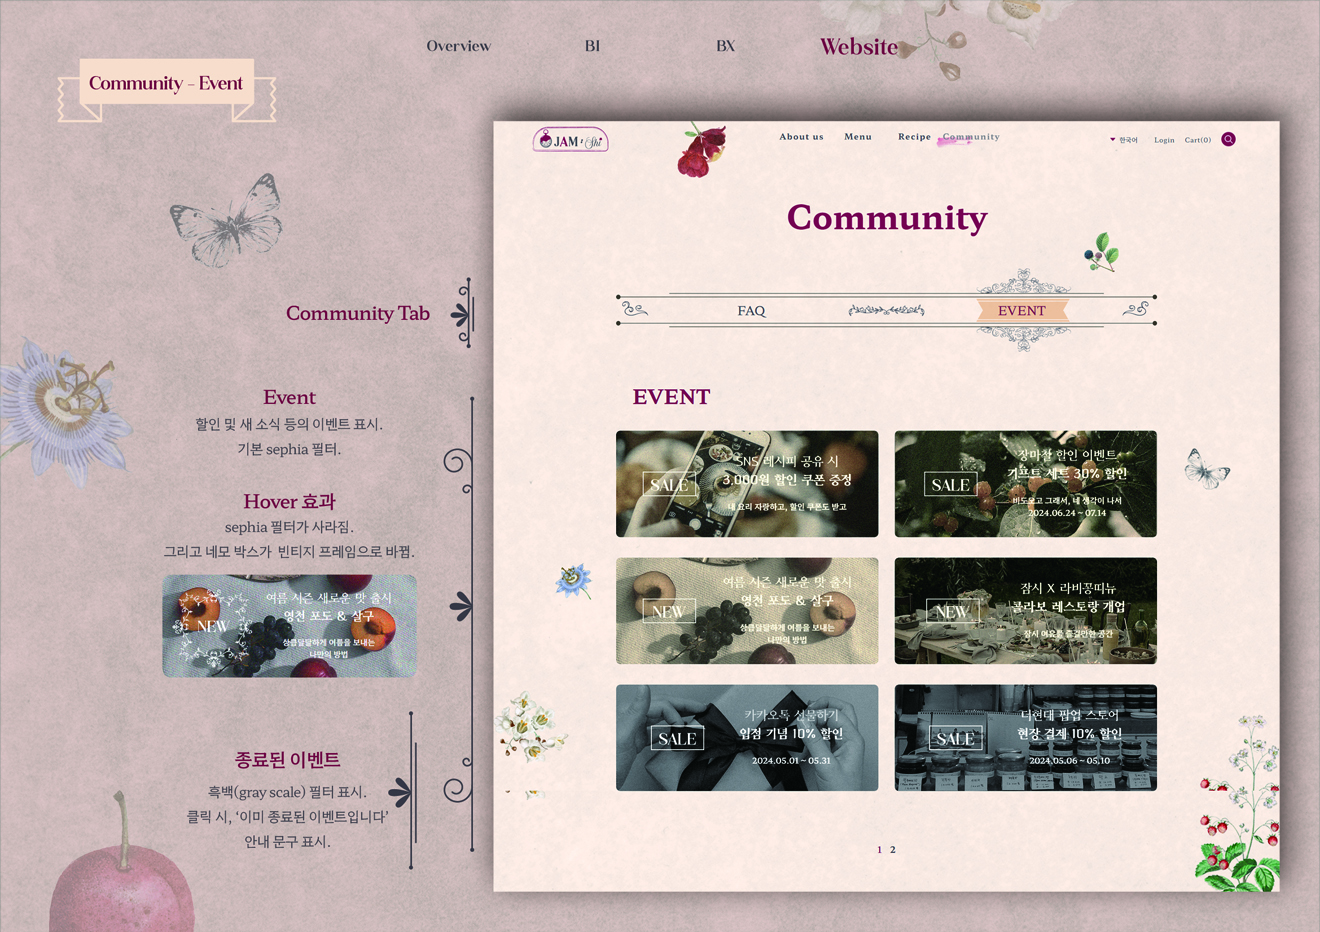 Overview
BI
BX
Website
Community - Event
JAM : Shi
About us
Menu
Recipe
Community
한국어
Login
Cart(0)
Community
FAQ
EVENT
Community Tab
Event
할인 및 새 소식 등의 이벤트 표시.
기본 sephia 필터.
Hover 효과
sephia 필터가 사라짐.
그리고 네모 박스가 빈티지 프레임으로 바뀜.
NEW
여름 시즌 새로운 맛 출시
영천 포도 & 살구
상큼달달하게 여름을 보내는
나만의 방법
종료된 이벤트
흑백(gray scale) 필터 표시.
클릭 시, ‘이미 종료된 이벤트입니다’
안내 문구 표시.
EVENT
SALE
SNS 레시피 공유 시
3,000원 할인 쿠폰 증정
내 요리 자랑하고, 할인 쿠폰도 받고
SALE
장마철 할인 이벤트
기프트 세트 30% 할인
비도 오고 그래서, 네 생각이 나서
2024.06.24 ~ 07.14
NEW
여름 시즌 새로운 맛 출시
영천 포도 & 살구
상큼달달하게 여름을 보내는
나만의 방법
NEW
잠시 X 라비꽁띠뉴
콜라보 레스토랑 개업
잠시 여유를 즐길만한 공간
SALE
카카오톡 선물하기
입점 기념 10% 할인
2024.05.01 ~ 05.31
SALE
더현대 팝업 스토어
현장 결제 10% 할인
2024.05.06 ~ 05.10
1 2